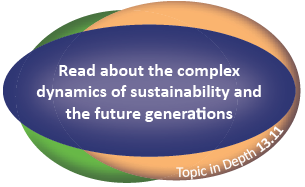 Read about the complex
dynamics of sustainability and
the future generations
Topic in Depth 13.11